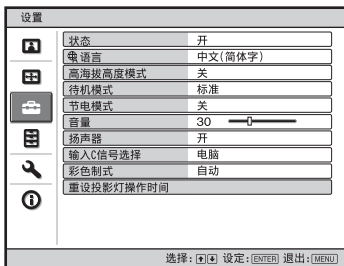 设置
状态 开
语言 中文(简体字)
高海拔高度模式 关
待机模式 标准
节电模式 关
音量 30
扬声器 开
输入C信号选择 电脑
彩色制式 自动
重设投影灯操作时间
选择: 设定: ENTER 退出: MENU